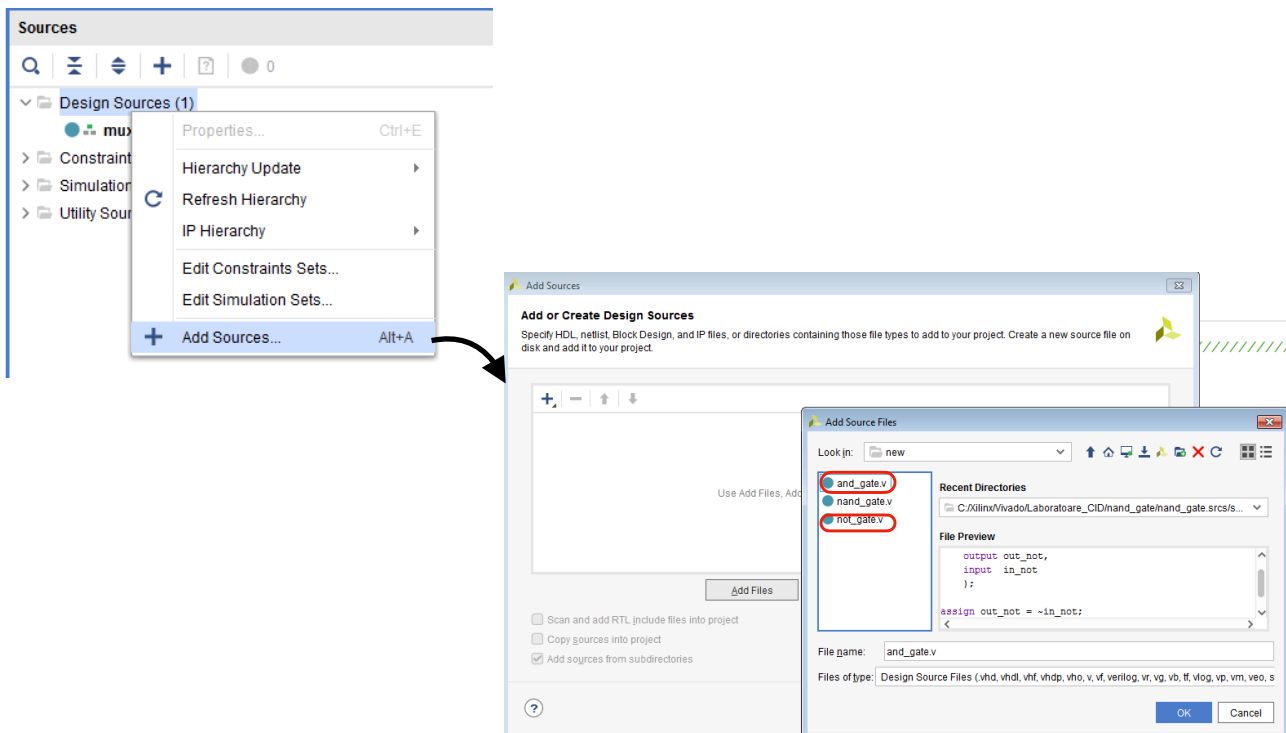 Sources
0
Design Sources (1)
mux
Constraint
Simulation
Utility Sour
Properties... Ctrl+E
Hierarchy Update
Refresh Hierarchy
IP Hierarchy
Edit Constraints Sets...
Edit Simulation Sets...
Add Sources... Alt+A
Add Sources
Add or Create Design Sources
Specify HDL, netlist, Block Design, and IP files, or directories containing those file types to add to your project. Create a new source file on
disk and add it to your project.
Use Add Files, Add
Add Files
Scan and add RTL include files into project
Copy sources into project
Add sources from subdirectories
?
Add Source Files
Look in: new
and_gate.v
nand_gate.v
not_gate.v
Recent Directories
C:/Xilinx/Vivado/Laboratoare_CID/nand_gate/nand_gate.srcs/s...
File Preview
output out_not,
input in_not
);
assign out_not = ~in_not;
File name: and_gate.v
Files of type: Design Source Files (.vhd, vhdl, vhf, vhdp, vho, v, vf, verilog, vr, vg, vb, tf, vlog, vp, vm, veo, s
OK Cancel
//////////